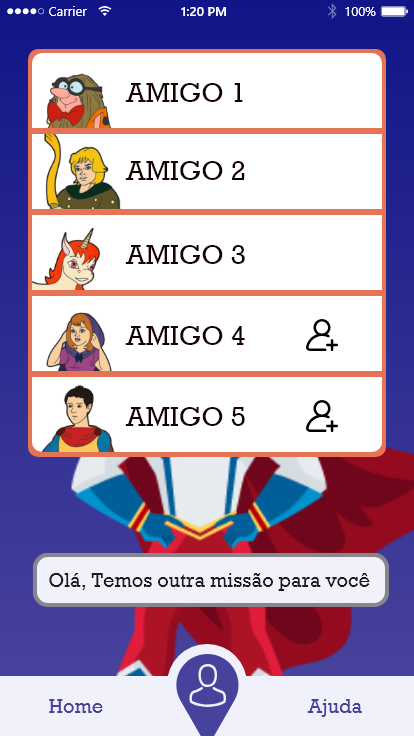 Carrier 1:20 PM 100%
AMIGO 1
AMIGO 2
AMIGO 3
AMIGO 4
AMIGO 5
Olá, Temos outra missão para você
Home Ajuda